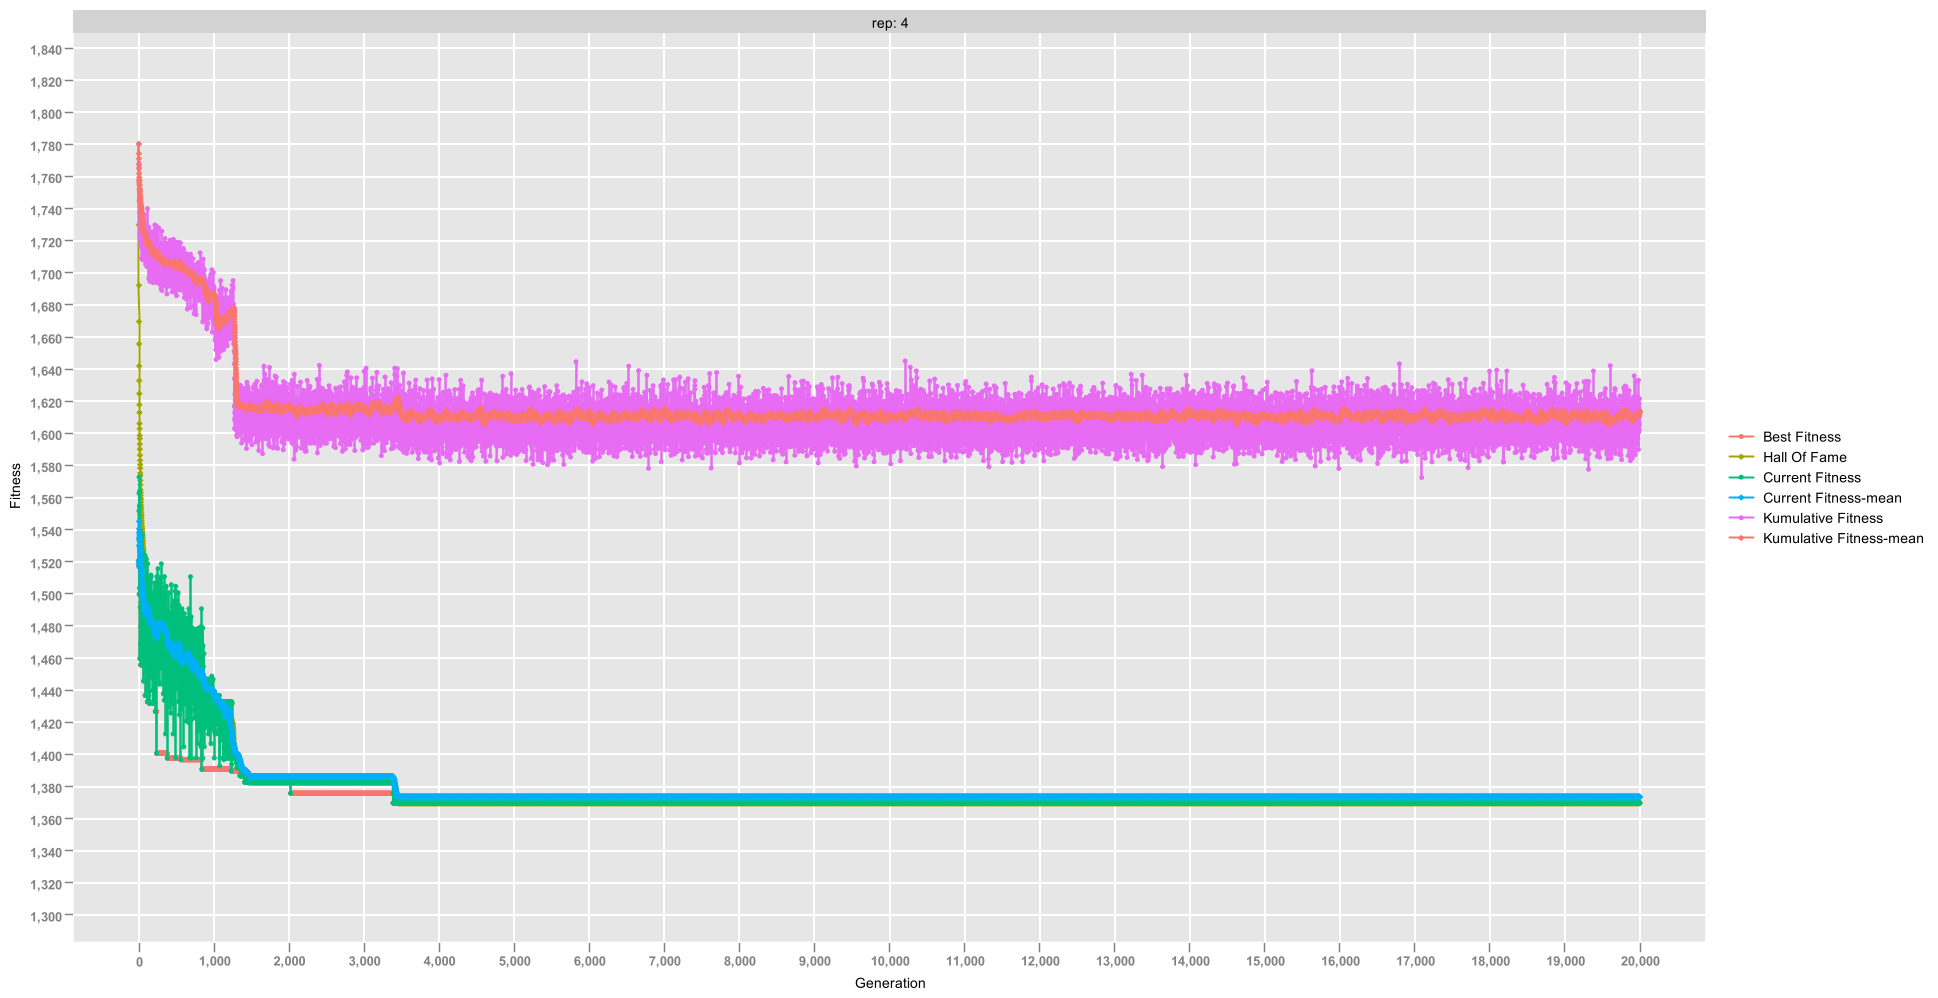 rep: 4
1,840
1,820
1,800
1,780
1,760
1,740
1,720
1,700
1,680
1,660
1,640
1,620
1,600
1,580
1,560
1,540
1,520
1,500
1,480
1,460
1,440
1,420
1,400
1,380
1,360
1,340
1,320
1,300
Fitness
0 1,000 2,000 3,000 4,000 5,000 6,000 7,000 8,000 9,000 10,000 11,000 12,000 13,000 14,000 15,000 16,000 17,000 18,000 19,000 20,000
Generation
Best Fitness
Hall Of Fame
Current Fitness
Current Fitness-mean
Kumulative Fitness
Kumulative Fitness-mean